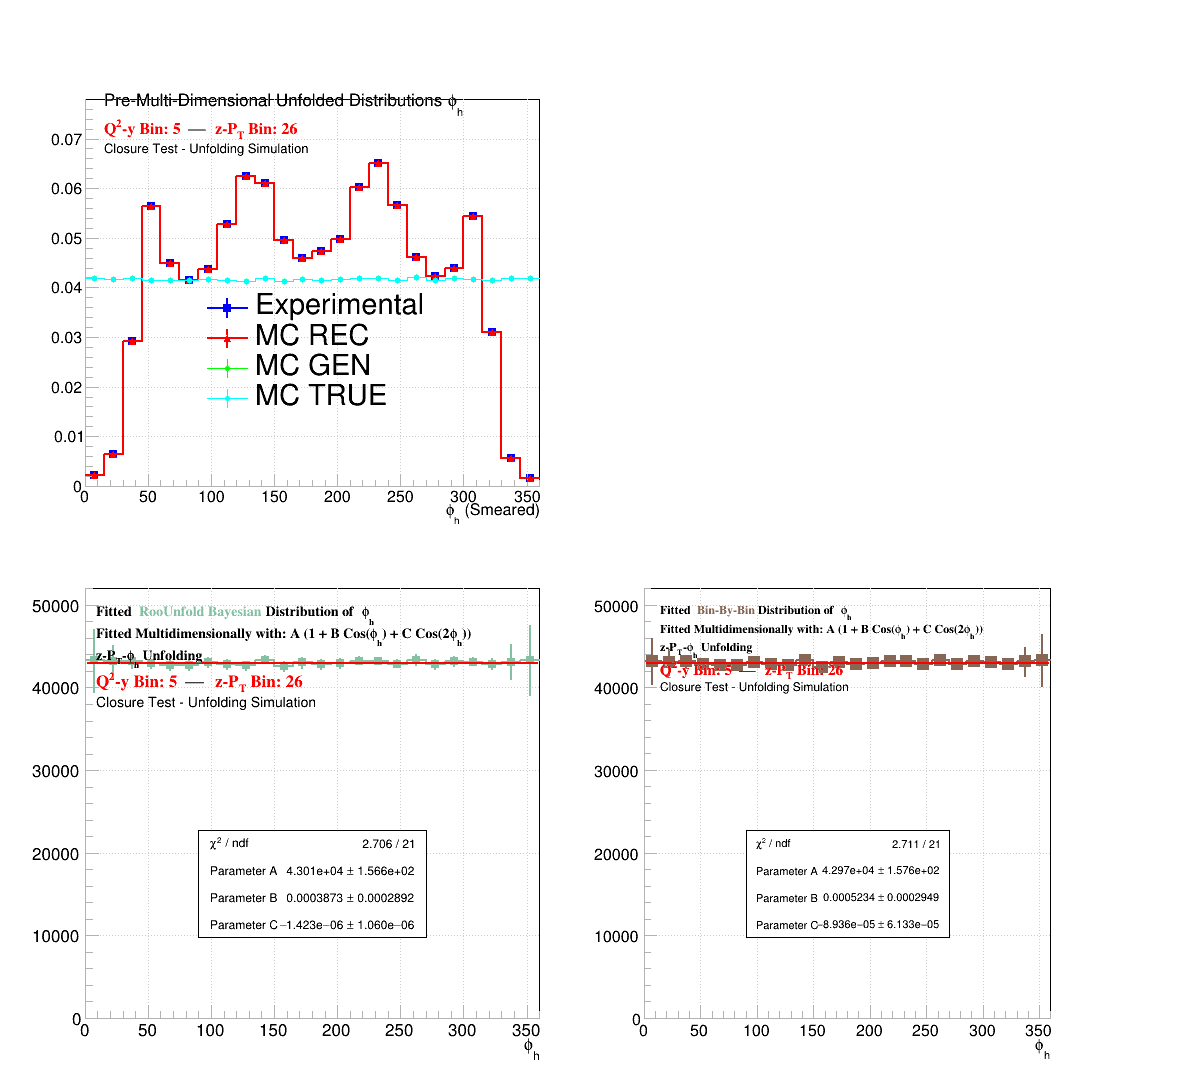 Pre-Multi-Dimensional Unfolded Distributions ϕh
Q2-y Bin: 5 — z-PT Bin: 26
Closure Test - Unfolding Simulation
0.07
0.06
0.05
0.04
0.03
0.02
0.01
0
Experimental
MC REC
MC GEN
MC TRUE
0 50 100 150 200 250 300 350
ϕh (Smeared)
50000
40000
30000
20000
10000
0
Fitted RooUnfold Bayesian Distribution of ϕh
Fitted Multidimensionally with: A (1 + B Cos(ϕh) + C Cos(2ϕh))
z-PT-ϕh Unfolding
Q2-y Bin: 5 — z-PT Bin: 26
Closure Test - Unfolding Simulation
χ2 / ndf 2.706 / 21
Parameter A 4.301e+04 ± 1.566e+02
Parameter B 0.0003873 ± 0.0002892
Parameter C −1.423e−06 ± 1.060e−06
0 50 100 150 200 250 300 350
ϕh
50000
40000
30000
20000
10000
0
Fitted Bin-By-Bin Distribution of ϕh
Fitted Multidimensionally with: A (1 + B Cos(ϕh) + C Cos(2ϕh))
z-PT-ϕh Unfolding
Q2-y Bin: 5 — z-PT Bin: 26
Closure Test - Unfolding Simulation
χ2 / ndf 2.711 / 21
Parameter A 4.297e+04 ± 1.576e+02
Parameter B 0.0005234 ± 0.0002949
Parameter C −8.936e−05 ± 6.133e−05
0 50 100 150 200 250 300 350
ϕh